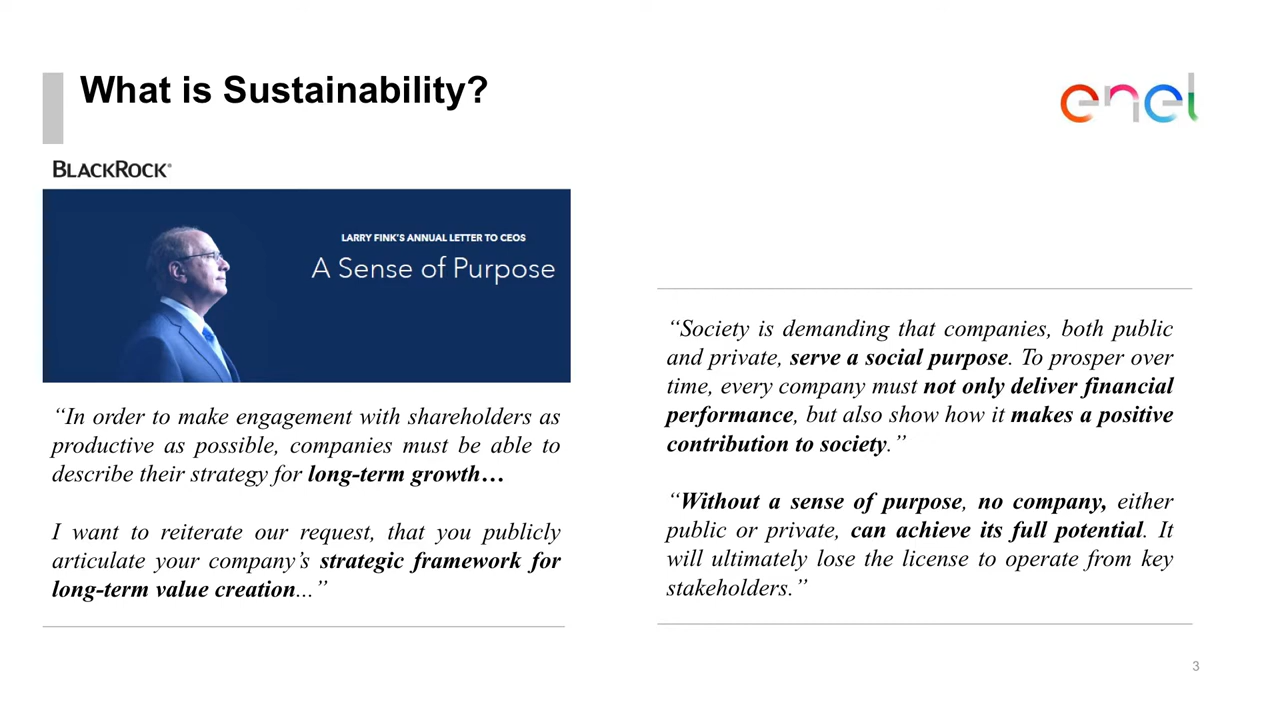 What is Sustainability?
enel
BLACKROCK®
LARRY FINK'S ANNUAL LETTER TO CEOS
A Sense of Purpose
“In order to make engagement with shareholders as
productive as possible, companies must be able to
describe their strategy for long-term growth…
I want to reiterate our request, that you publicly
articulate your company’s strategic framework for
long-term value creation...”
“Society is demanding that companies, both public
and private, serve a social purpose. To prosper over
time, every company must not only deliver financial
performance, but also show how it makes a positive
contribution to society.”
“Without a sense of purpose, no company, either
public or private, can achieve its full potential. It
will ultimately lose the license to operate from key
stakeholders.”
3